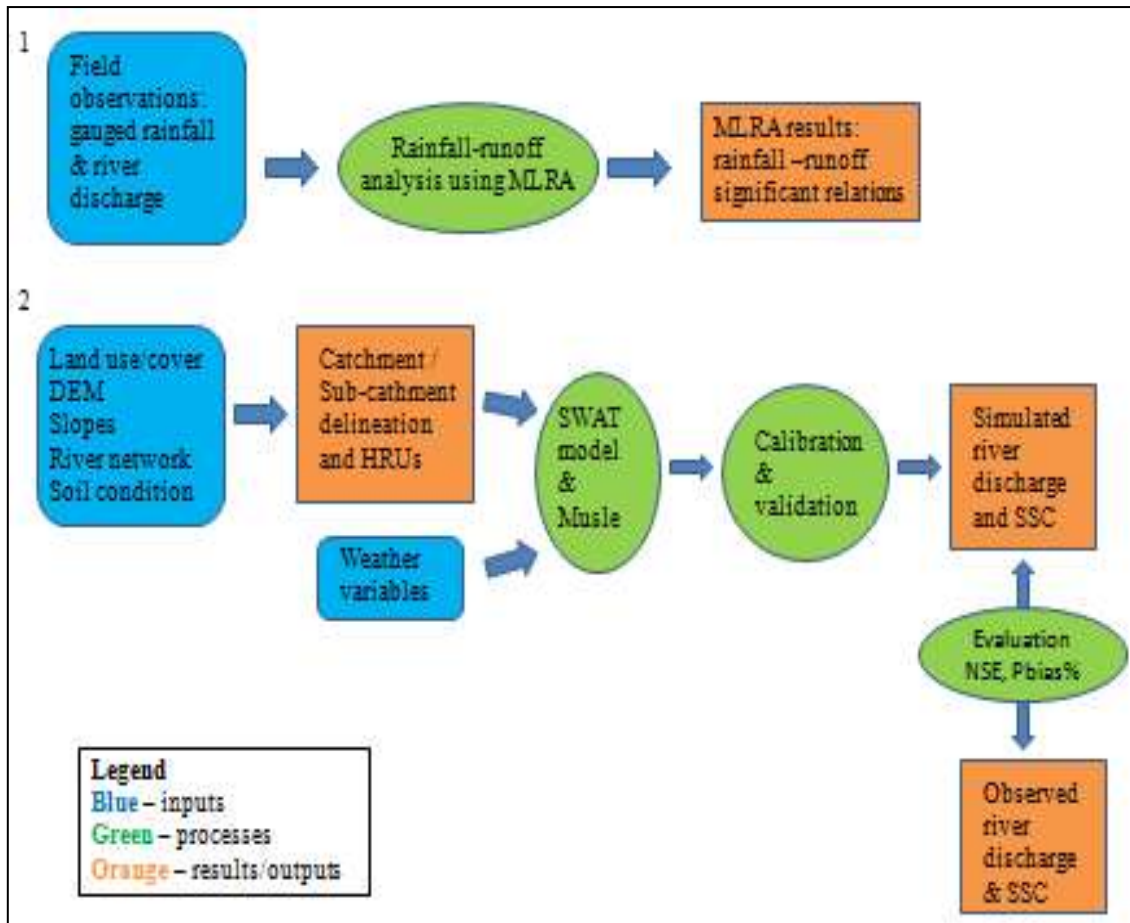 1
Field
observations:
gauged rainfall
& river
discharge
Rainfall-runoff
analysis using MLRA
MLRA results:
rainfall –runoff
significant relations
2
Land use/cover
DEM
Slopes
River network
Soil condition
Catchment /
Sub-cathment
delineation
and HRUs
Weather
variables
SWAT
model
&
Musle
Calibration
&
validation
Simulated
river
discharge
and SSC
Evaluation
NSE, Pbias%
Observed
river
discharge
& SSC
Legend
Blue – inputs
Green – processes
Orange – results/outputs